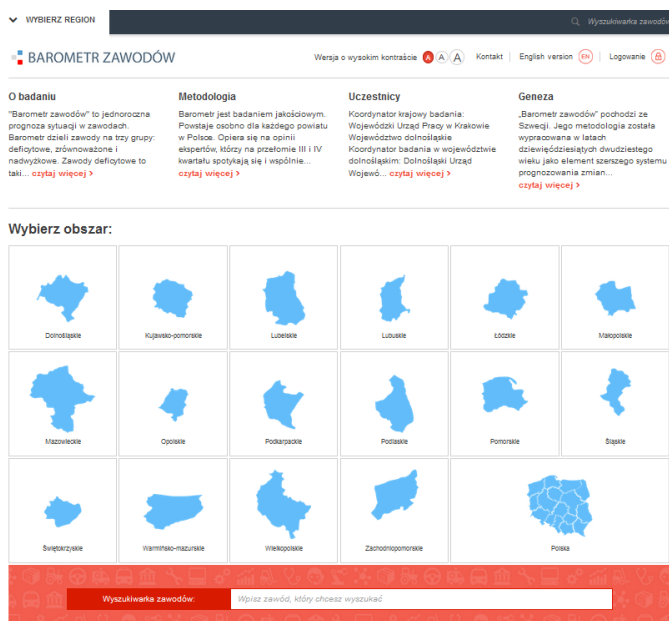 WYBIERZ REGION
Wyszukiwarka zawodów
BAROMETR ZAWODÓW
Wersja o wysokim kontraście A A A Kontakt | English version EN | Logowanie
O badaniu
"Barometr zawodów" to jednoroczna
prognoza sytuacji w zawodach.
Barometr dzieli zawody na trzy grupy:
deficytowe, zrównoważone i
nadwyżkowe. Zawody deficytowe to
taki... czytaj więcej >
Metodologia
Barometr jest badaniem jakościowym.
Powstaje osobno dla każdego powiatu
w Polsce. Opiera się na opinii
ekspertów, którzy na przełomie III i IV
kwartału spotykają się i wspólnie...
czytaj więcej >
Uczestnicy
Koordynator krajowy badania:
Wojewódzki Urząd Pracy w Krakowie
Województwo dolnośląskie
Koordynator badania w województwie
dolnośląskim: Dolnośląski Urząd
Wojewó... czytaj więcej >
Geneza
„Barometr zawodów" pochodzi ze
Szwecji. Jego metodologia została
wypracowana w latach
dziewięćdziesiątych dwudziestego
wieku jako element szerszego systemu
prognozowania zmian...
czytaj więcej >
Wybierz obszar:
Dolnośląskie
Kujawsko-pomorskie
Lubelskie
Lubuskie
Łódzkie
Małopolskie
Mazowieckie
Opolskie
Podkarpackie
Podlaskie
Pomorskie
Śląskie
Świętokrzyskie
Warmińsko-mazurskie
Wielkopolskie
Zachodniopomorskie
Polska
Wyszukiwarka zawodów:
Wpisz zawód, który chcesz wyszukać